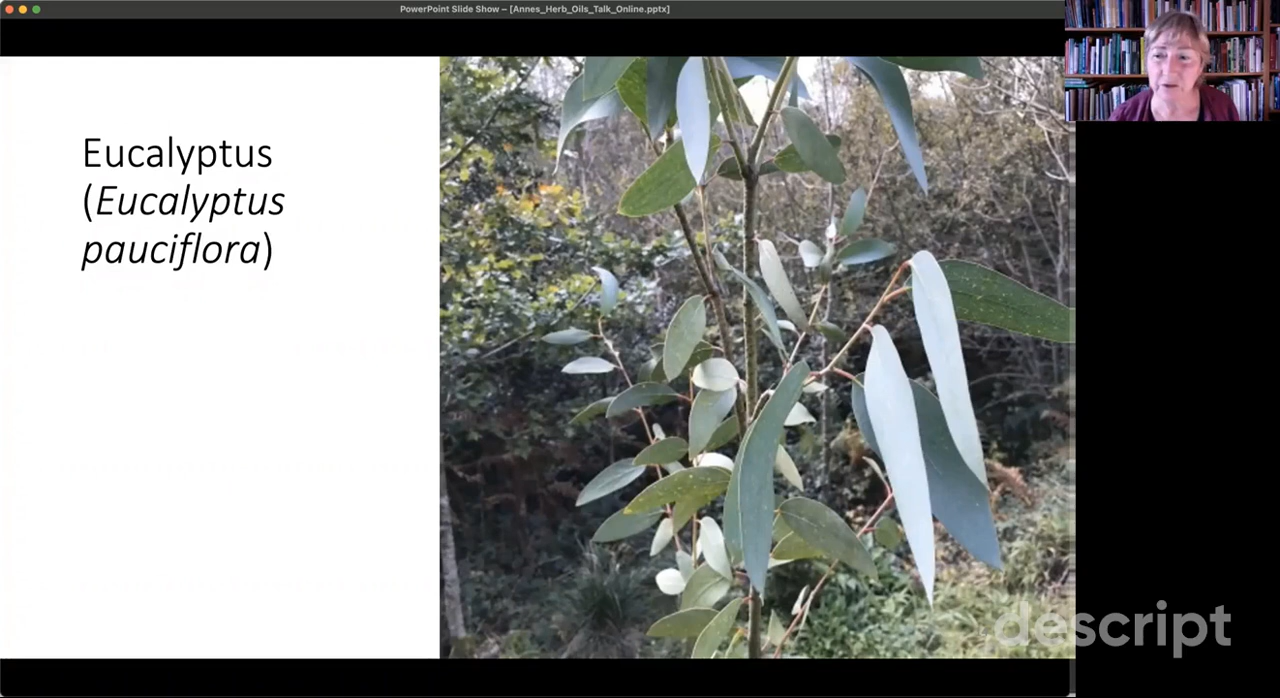 PowerPoint Slide Show – [Annes_Herb_Oils_Talk_Online.pptx]
Eucalyptus
(Eucalyptus
pauciflora)
descript